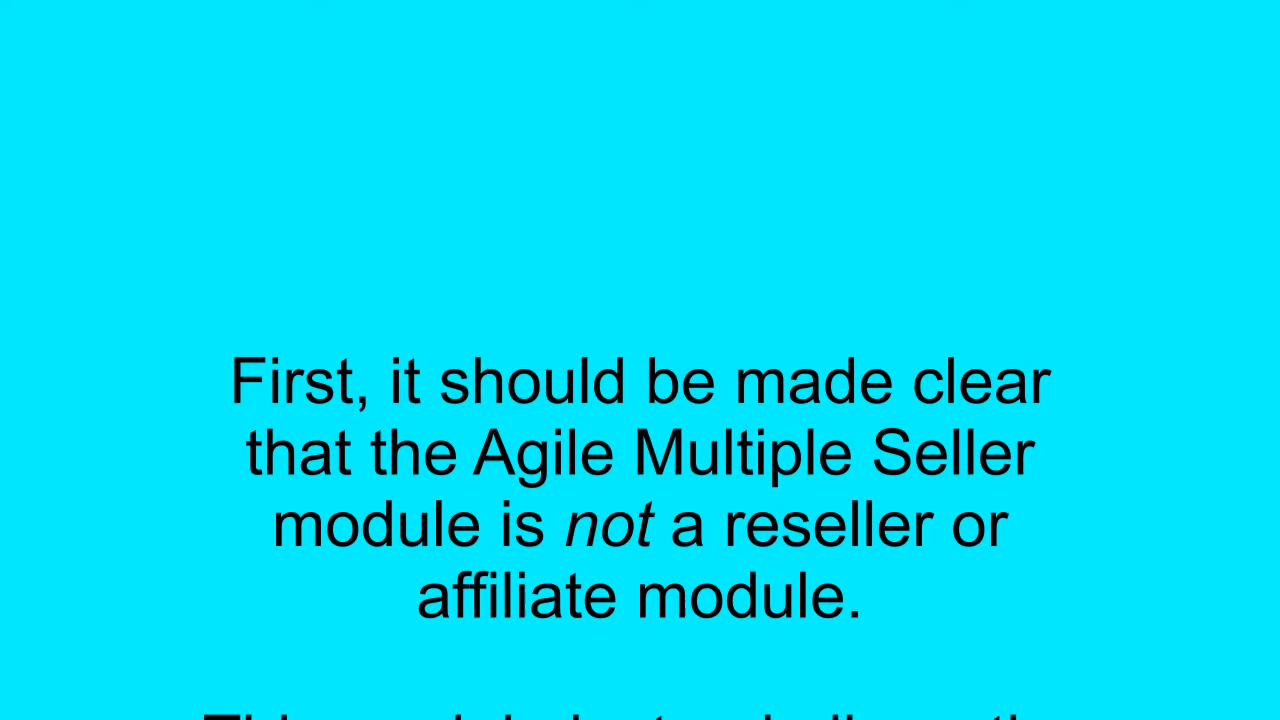 First, it should be made clear
that the Agile Multiple Seller
module is not a reseller or
affiliate module.